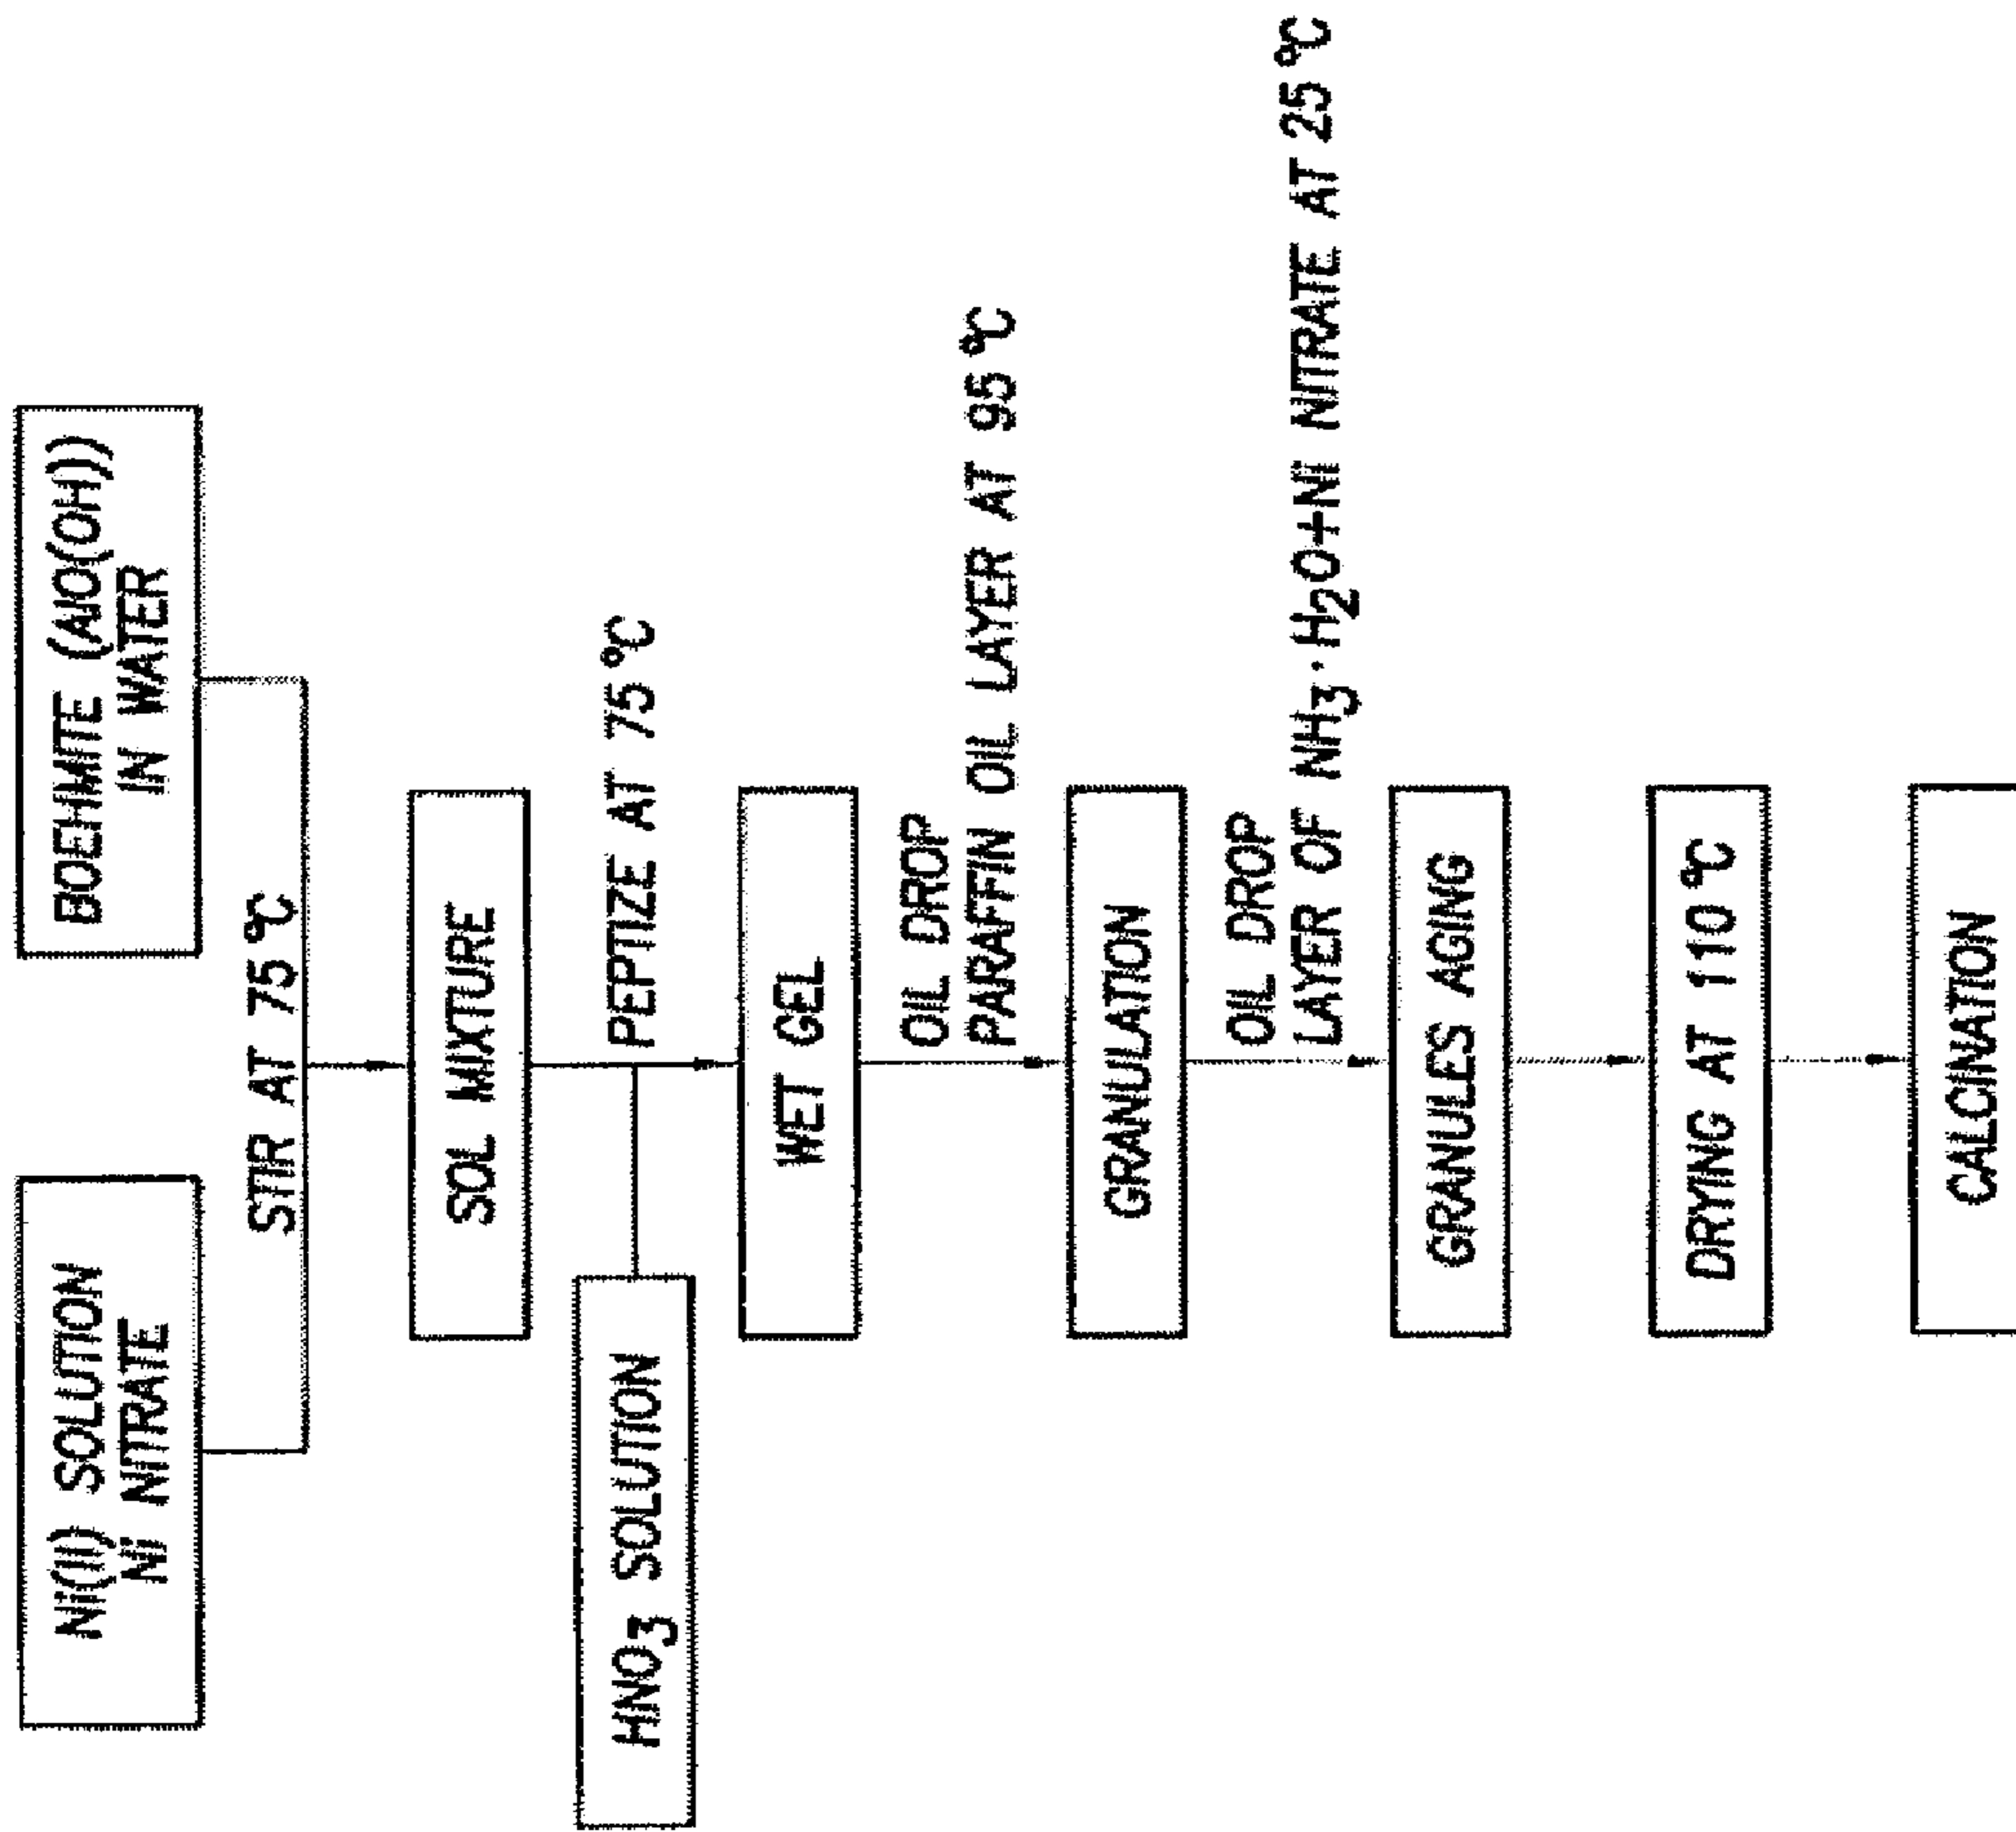 Ni(II) SOLUTION
Ni NITRATE
BOEHMITE (AlO(OH))
IN WATER
STIR AT 75°C
SOL MIXTURE
HNO3 SOLUTION
PEPTIZE AT 75°C
WET GEL
OIL DROP
PARAFFIN OIL LAYER AT 95°C
GRANULATION
OIL DROP
LAYER OF NH3·H2O+Ni NITRATE AT 25°C
GRANULES AGING
DRYING AT 110°C
CALCINATION